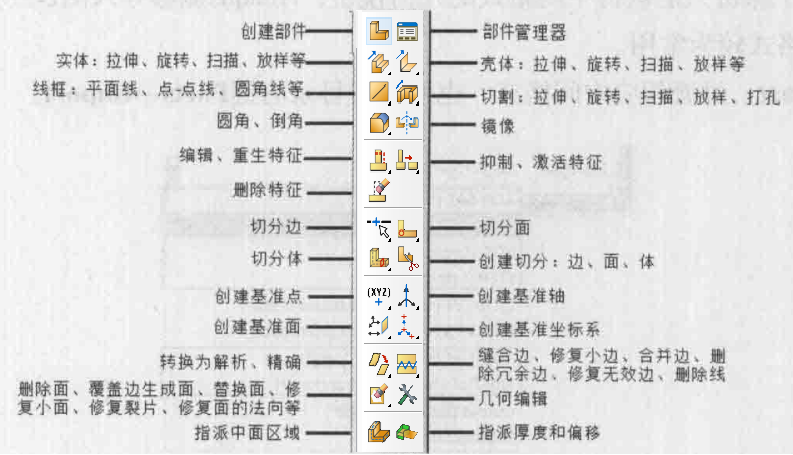 创建部件
部件管理器
实体：拉伸、旋转、扫描、放样等
壳体：拉伸、旋转、扫描、放样等
线框：平面线、点-点线、圆角线等
切割：拉伸、旋转、扫描、放样、打孔
圆角、倒角
镜像
编辑、重生特征
抑制、激活特征
删除特征
切分边
切分面
切分体
创建切分：边、面、体
(XYZ)
创建基准点
创建基准轴
创建基准面
创建基准坐标系
转换为解析、精确
缝合边、修复小边、合并边、删
除冗余边、修复无效边、删除线
删除面、覆盖边生成面、替换面、修
复小面、修复裂片、修复面的法向等
几何编辑
指派中面区域
指派厚度和偏移